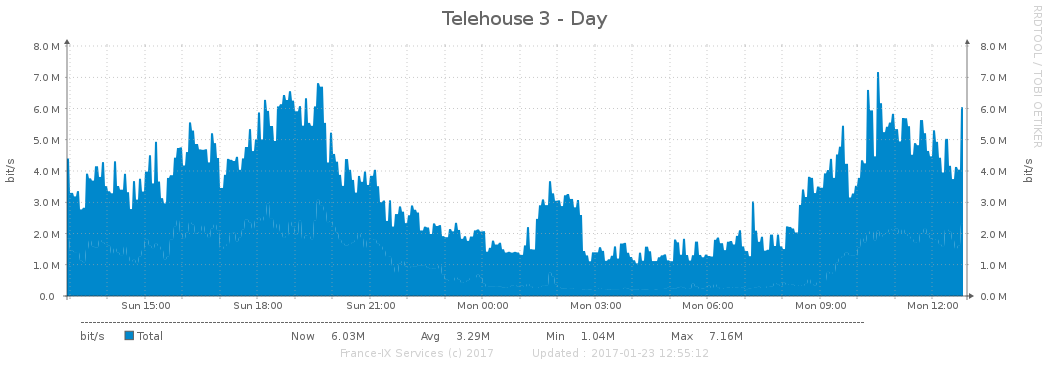 Telehouse 3 - Day
RRDTOOL / TOBI OETIKER
8.0 M 8.0 M
7.0 M 7.0 M
6.0 M 6.0 M
5.0 M 5.0 M
4.0 M 4.0 M
3.0 M 3.0 M
2.0 M 2.0 M
1.0 M 1.0 M
0.0 0.0 M
bit/s bit/s
Sun 15:00 Sun 18:00 Sun 21:00 Mon 00:00 Mon 03:00 Mon 06:00 Mon 09:00 Mon 12:00
bit/s Total Now 6.03M Avg 3.29M Min 1.04M Max 7.16M
France-IX Services (c) 2017 Updated : 2017-01-23 12:55:12